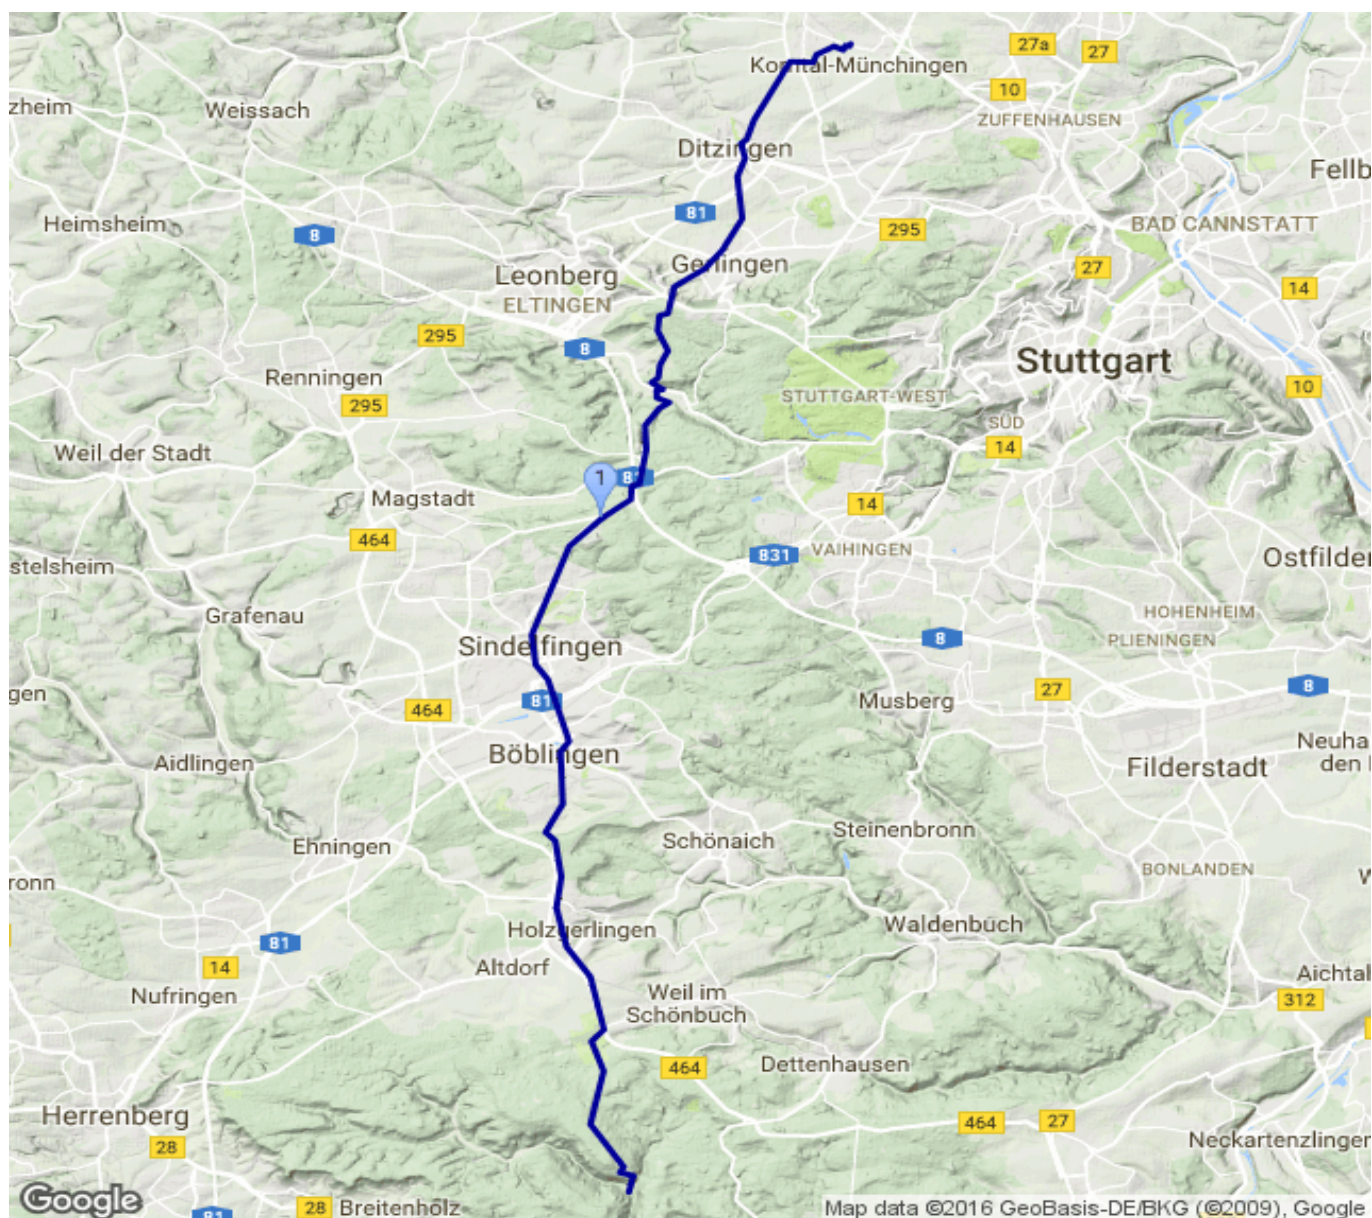 27a
27
Korntal-Münchingen
zheim
Weissach
10
ZUFFENHAUSEN
Ditzingen
Fellb
81
Heimsheim
8
295
BAD CANNSTATT
Gerlingen
27
Leonberg
14
ELTINGEN
295
8
Stuttgart
Renningen
10
295
STUTTGART-WEST
SÜD
14
Weil der Stadt
1
Magstadt
14
464
VAIHINGEN
831
Ostfilder
stelsheim
HOHENHEIM
Grafenau
PLIENINGEN
8
Sindelfingen
8
27
gen
81
464
Musberg
Neuha
den
Böblingen
Aidlingen
Filderstadt
Steinenbronn
Schönaich
Ehningen
BONLANDEN
ronn
Waldenbuch
Holzgerlingen
81
14
Altdorf
Aichtal
Nufringen
Weil im
Schönbuch
312
Dettenhausen
464
Herrenberg
464
27
28
Neckartenzlingen
Google
81
28
Breitenholz
Map data ©2016 GeoBasis-DE/BKG (©2009), Google